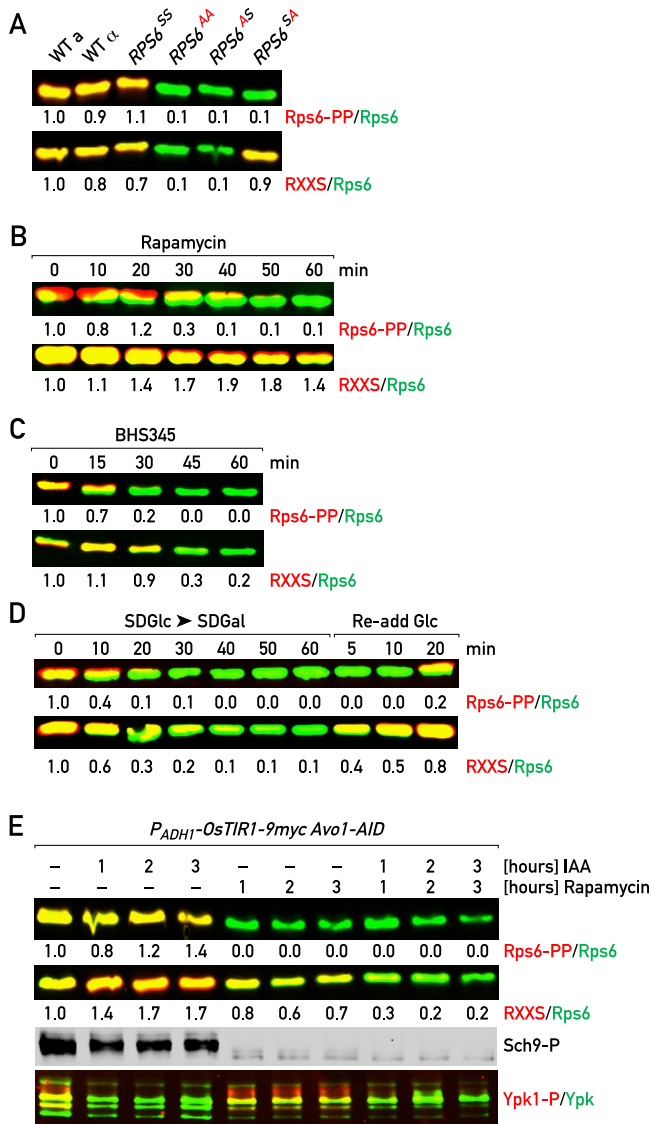 A
WT a WT α RPS6 SS RPS6 AA RPS6 AS RPS6 SA
1.0 0.9 1.1 0.1 0.1 0.1 Rps6-PP/Rps6
1.0 0.8 0.7 0.1 0.1 0.9 RXXS/Rps6
B
Rapamycin
0 10 20 30 40 50 60 min
1.0 0.8 1.2 0.3 0.1 0.1 0.1 Rps6-PP/Rps6
1.0 1.1 1.4 1.7 1.9 1.8 1.4 RXXS/Rps6
C
BHS345
0 15 30 45 60 min
1.0 0.7 0.2 0.0 0.0 Rps6-PP/Rps6
1.0 1.1 0.9 0.3 0.2 RXXS/Rps6
D
SDGlc ➤ SDGal Re-add Glc
0 10 20 30 40 50 60 5 10 20 min
1.0 0.4 0.1 0.1 0.0 0.0 0.0 0.0 0.0 0.2 Rps6-PP/Rps6
1.0 0.6 0.3 0.2 0.1 0.1 0.1 0.4 0.5 0.8 RXXS/Rps6
E
PADH1-OsTIR1-9myc Avo1-AID
– 1 2 3 – – – 1 2 3 [hours] IAA
– – – – 1 2 3 1 2 3 [hours] Rapamycin
1.0 0.8 1.2 1.4 0.0 0.0 0.0 0.0 0.0 0.0 Rps6-PP/Rps6
1.0 1.4 1.7 1.7 0.8 0.6 0.7 0.3 0.2 0.2 RXXS/Rps6
Sch9-P
Ypk1-P/Ypk